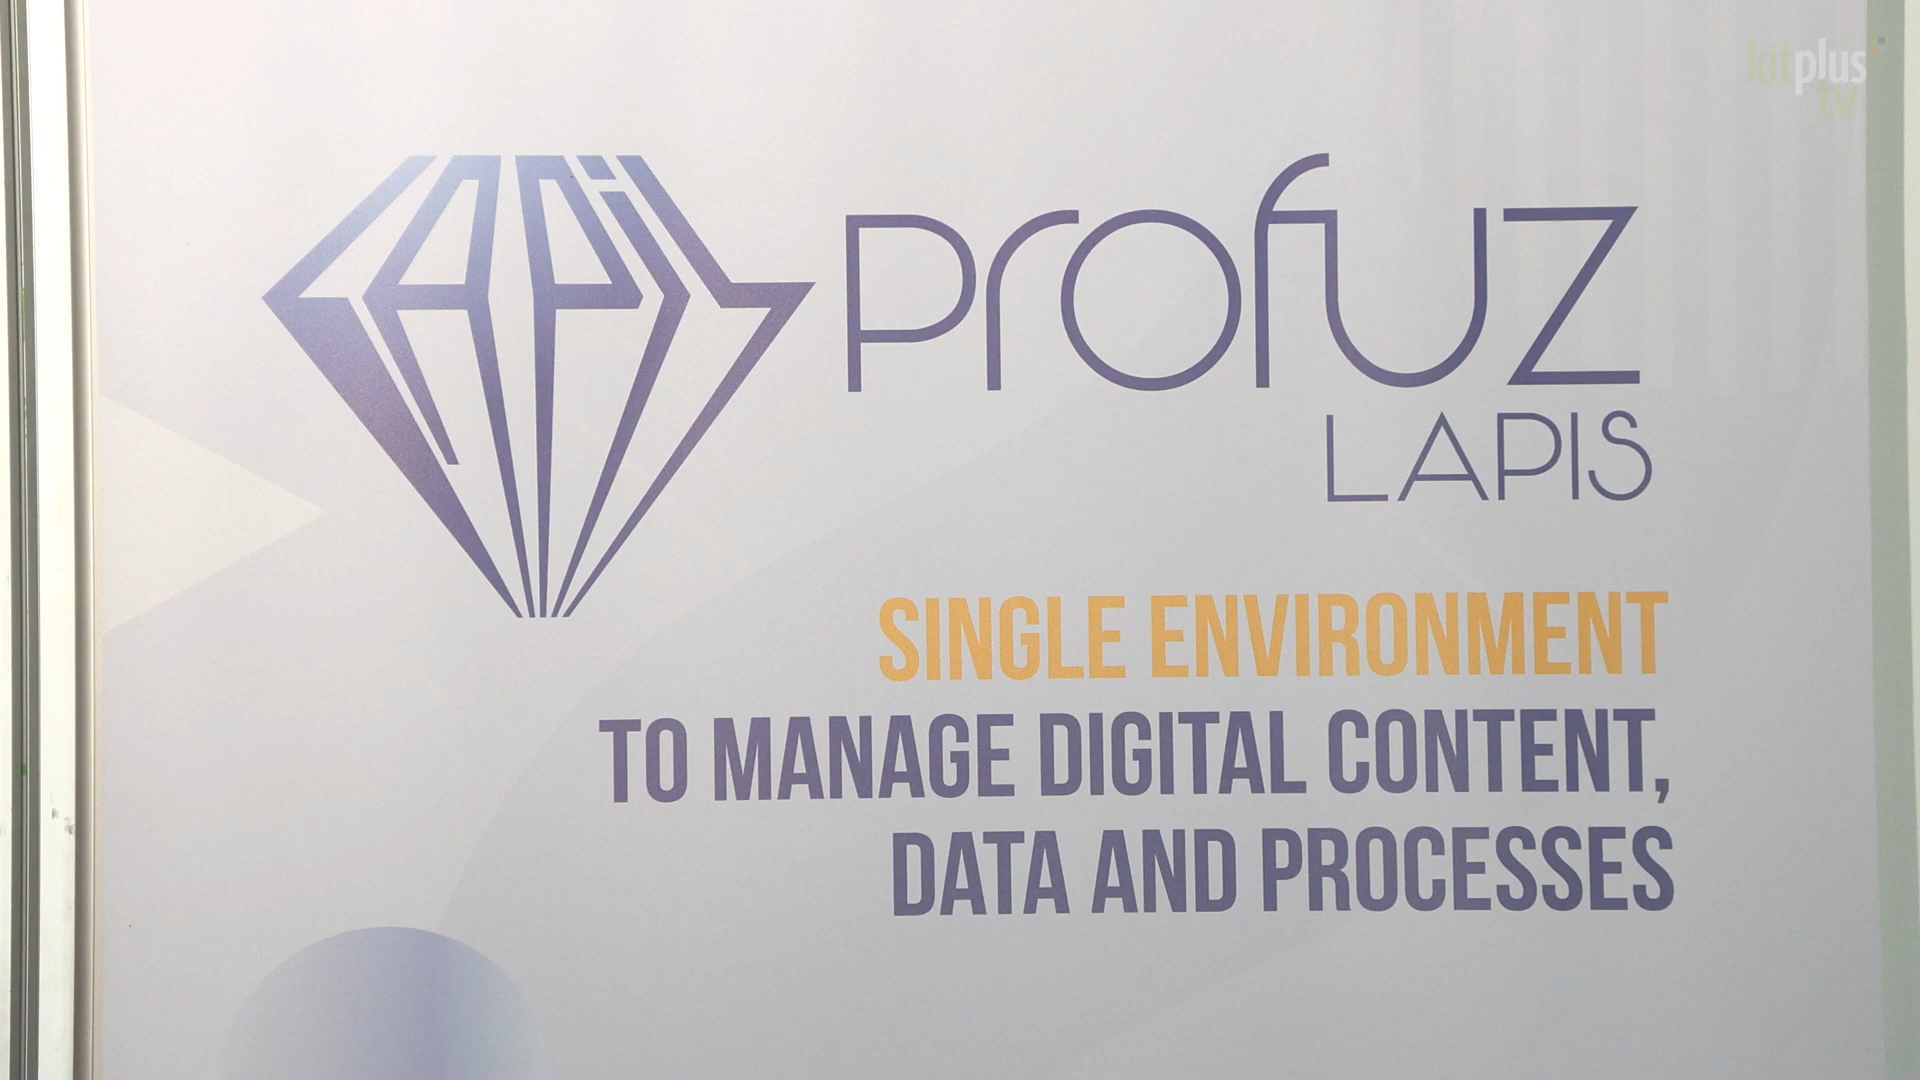 kitplus
tv
LAPIS
profuz
LAPIS
SINGLE ENVIRONMENT
TO MANAGE DIGITAL CONTENT,
DATA AND PROCESSES